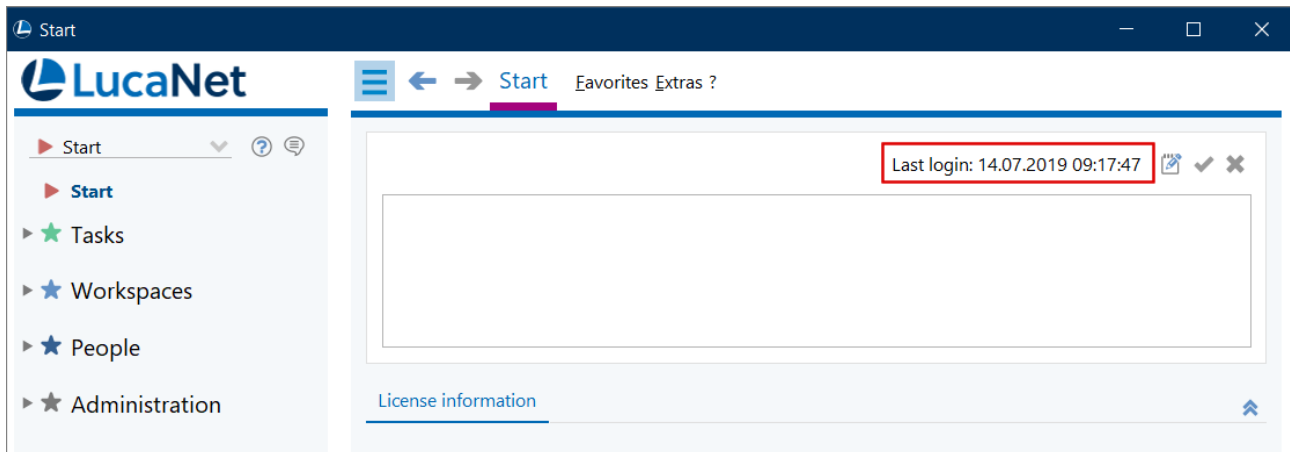 Start
LucaNet
Start Favorites Extras ?
Start
Start
Tasks
Workspaces
People
Administration
Last login: 14.07.2019 09:17:47
License information